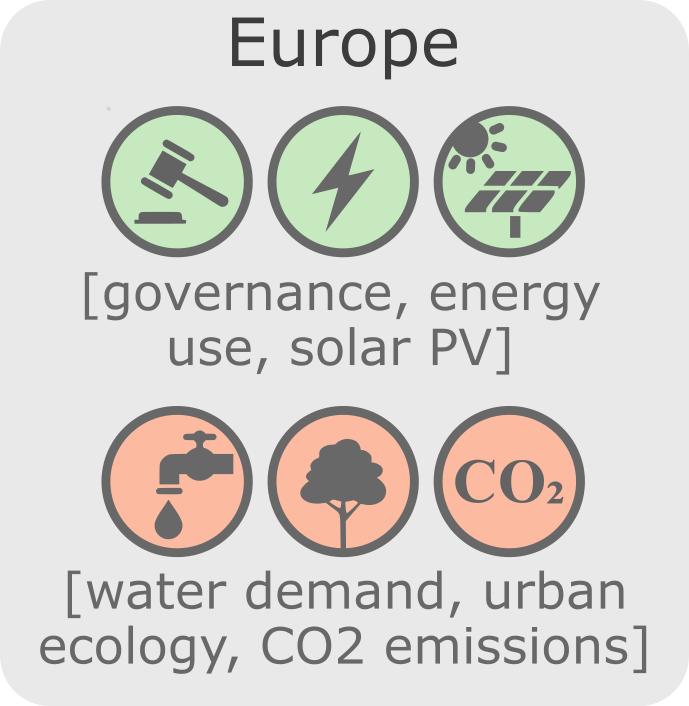 Europe
[governance, energy
use, solar PV]
CO₂
[water demand, urban
ecology, CO2 emissions]